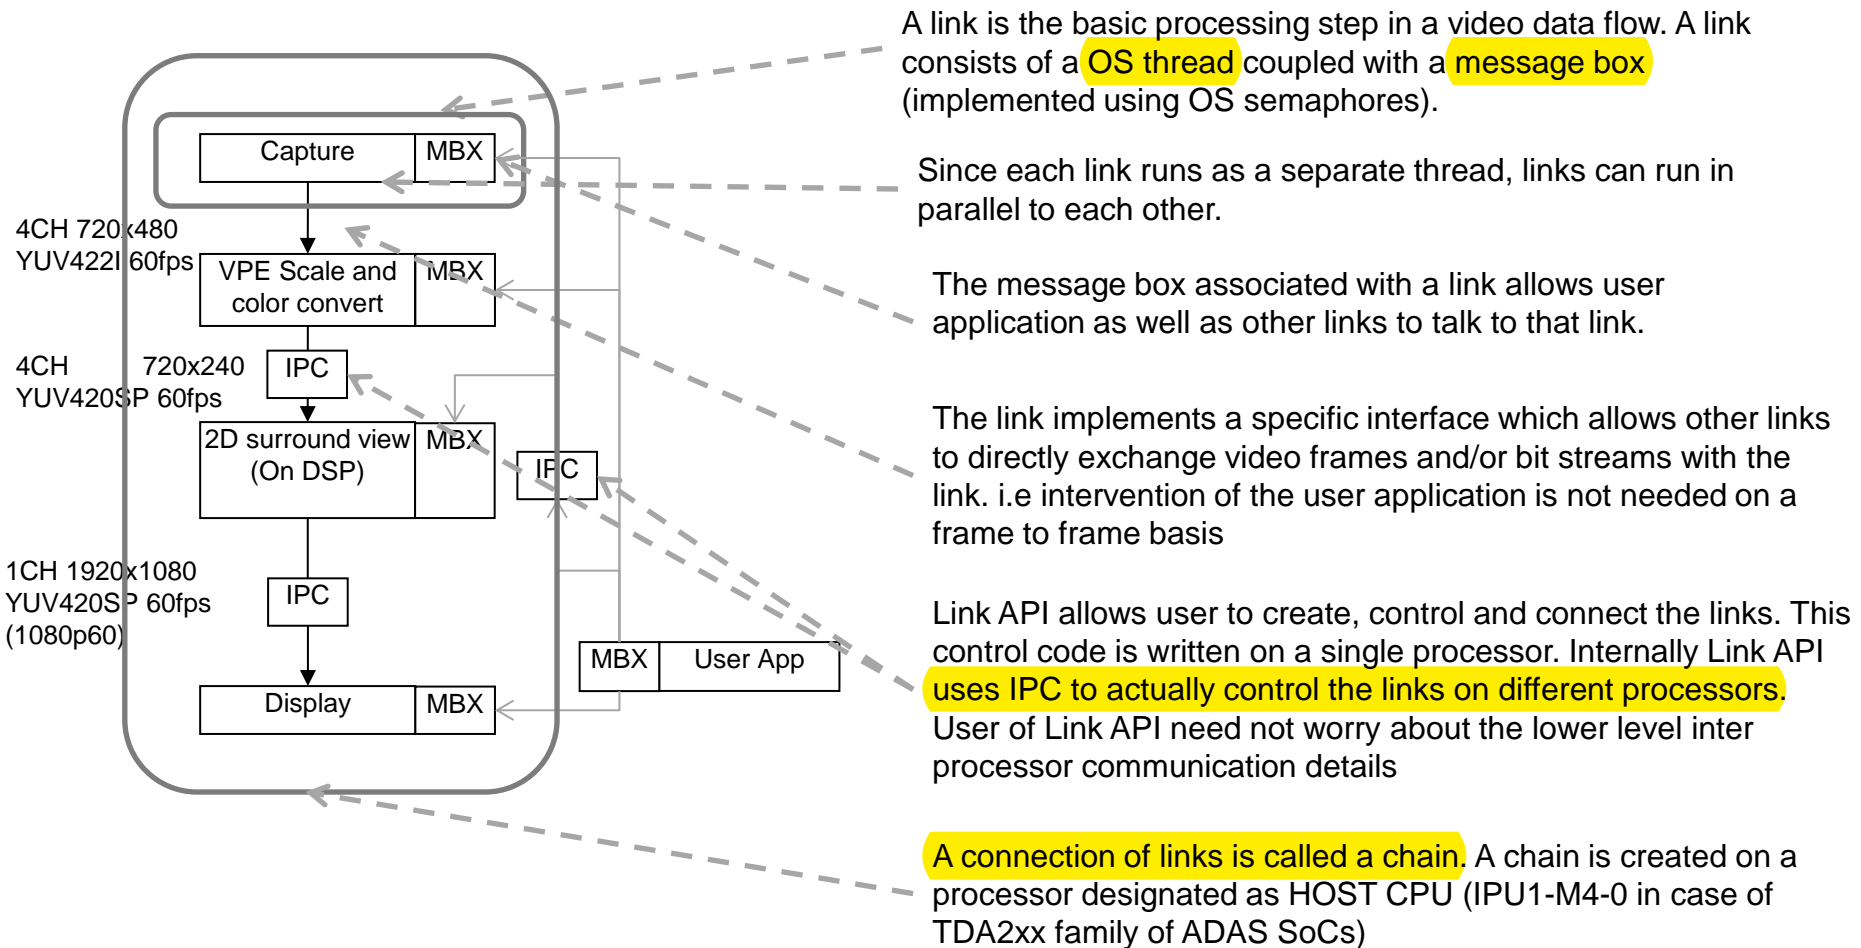 A link is the basic processing step in a video data flow. A link
consists of a OS thread coupled with a message box
(implemented using OS semaphores).
Capture
MBX
Since each link runs as a separate thread, links can run in
parallel to each other.
4CH 720x480
YUV422I 60fps
VPE Scale and
color convert
MBX
The message box associated with a link allows user
application as well as other links to talk to that link.
4CH 720x240
YUV420SP 60fps
IPC
2D surround view
(On DSP)
MBX
IPC
The link implements a specific interface which allows other links
to directly exchange video frames and/or bit streams with the
link. i.e intervention of the user application is not needed on a
frame to frame basis
1CH 1920x1080
YUV420SP 60fps
(1080p60)
IPC
MBX
User App
Display
MBX
Link API allows user to create, control and connect the links. This
control code is written on a single processor. Internally Link API
uses IPC to actually control the links on different processors.
User of Link API need not worry about the lower level inter
processor communication details
A connection of links is called a chain. A chain is created on a
processor designated as HOST CPU (IPU1-M4-0 in case of
TDA2xx family of ADAS SoCs)